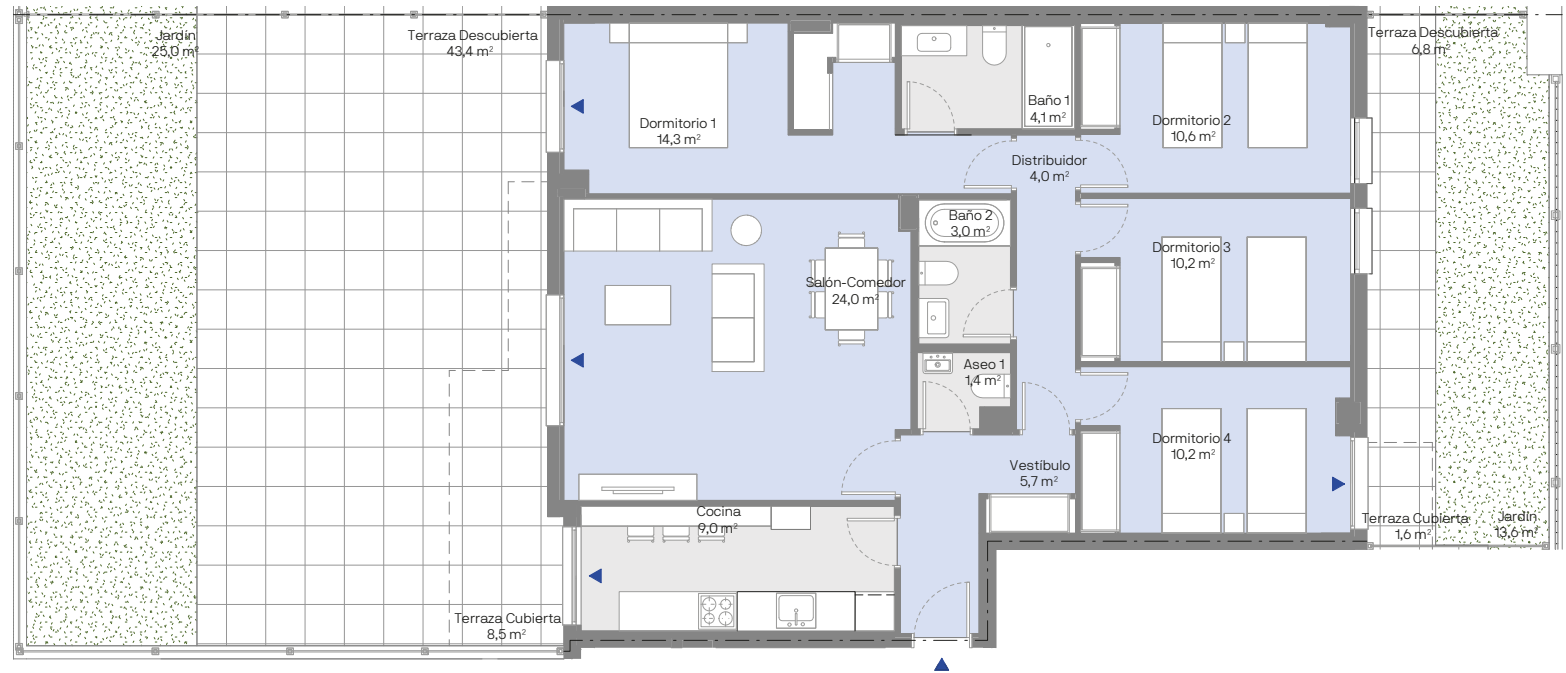 Jardín
25,0 m²
Terraza Descubierta
43,4 m²
Dormitorio 1
14,3 m²
Baño 1
4,1 m²
Dormitorio 2
10,6 m²
Terraza Descubierta
6,8 m²
Distribuidor
4,0 m²
Baño 2
3,0 m²
Salón-Comedor
24,0 m²
Dormitorio 3
10,2 m²
Aseo 1
1,4 m²
Dormitorio 4
10,2 m²
Vestíbulo
5,7 m²
Cocina
9,0 m²
Terraza Cubierta
1,6 m²
Jardín
13,6 m²
Terraza Cubierta
8,5 m²